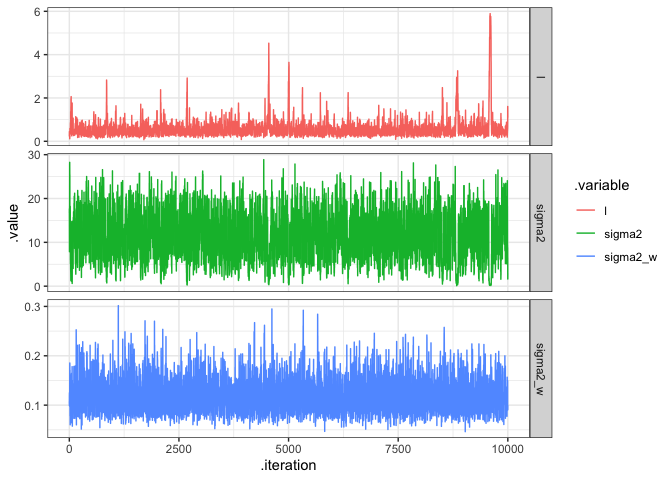 6
4
2
0
l
30
20
10
0
sigma2
0.3
0.2
0.1
sigma2_w
0 2500 5000 7500 10000
.iteration
.value
.variable
l
sigma2
sigma2_w